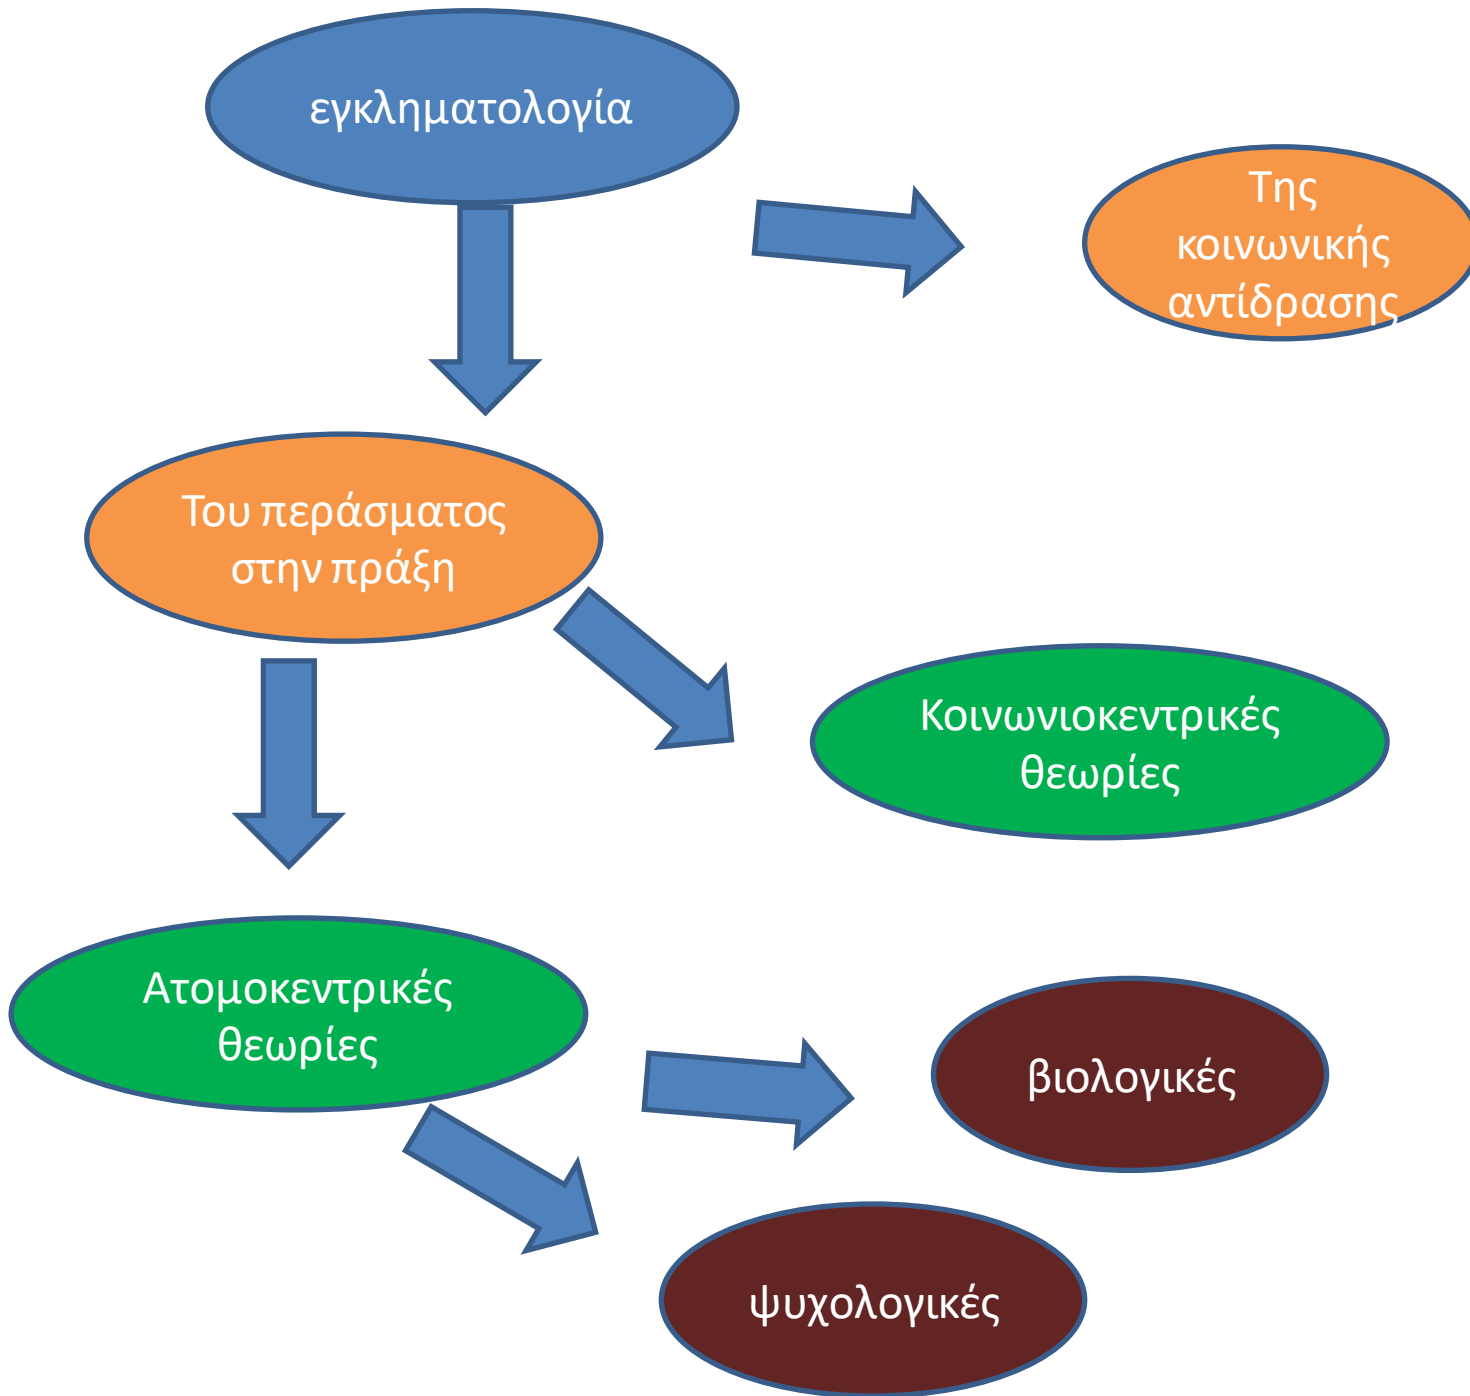 εγκληματολογία
Της
κοινωνικής
αντίδρασης
Του περάσματος
στην πράξη
Κοινωνιοκεντρικές
θεωρίες
Ατομοκεντρικές
θεωρίες
βιολογικές
ψυχολογικές